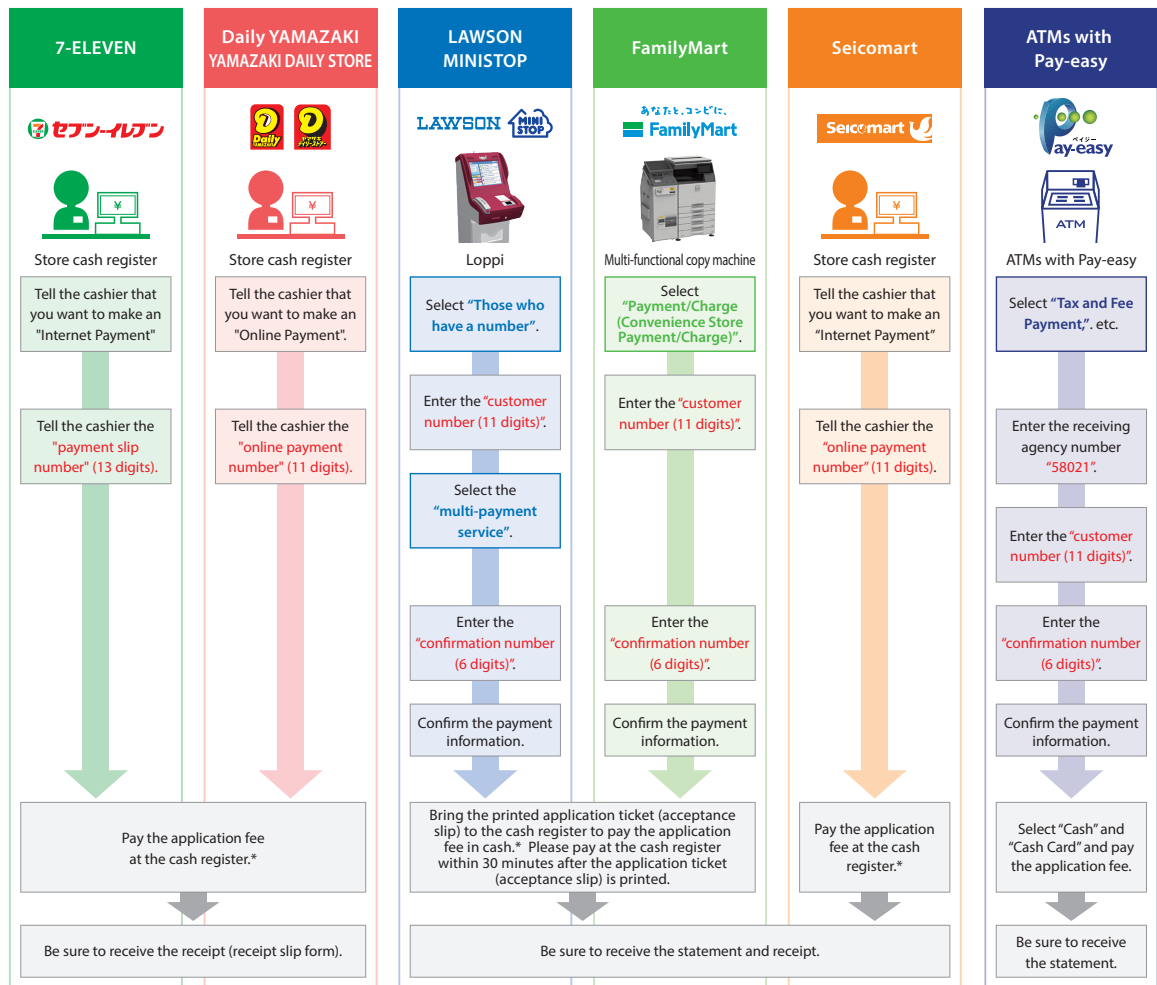 7-ELEVEN
セブン-イレブン
¥
Store cash register
Tell the cashier that
you want to make an
"Internet Payment"
Tell the cashier the
"payment slip
number" (13 digits).
Daily YAMAZAKI
YAMAZAKI DAILY STORE
Daily
YAMAZAKI
ヤマザキ
デイリーストアー
¥
Store cash register
Tell the cashier that
you want to make an
"Online Payment".
Tell the cashier the
"online payment
number" (11 digits).
LAWSON
MINISTOP
LAWSON
MINI
STOP
Loppi
Select “Those who
have a number”.
Enter the “customer
number (11 digits)”.
Select the
“multi-payment
service”.
Enter the
“confirmation number
(6 digits)”.
Confirm the payment
information.
FamilyMart
あなたと、コンビに、
FamilyMart
Multi-functional copy machine
Select
“Payment/Charge
(Convenience Store
Payment/Charge)”.
Enter the “customer
number (11 digits)”.
Enter the
“confirmation number
(6 digits)”.
Confirm the payment
information.
Seicomart
Seicomart
¥
Store cash register
Tell the cashier that
you want to make an
“Internet Payment”
Tell the cashier the
“online payment
number” (11 digits).
ATMs with
Pay-easy
ペイジー
Pay-easy
ATM
ATMs with Pay-easy
Select “Tax and Fee
Payment,”. etc.
Enter the receiving
agency number
“58021”.
Enter the “customer
number (11 digits)”.
Enter the
“confirmation number
(6 digits)”.
Confirm the payment
information.
Pay the application fee
at the cash register.*
Bring the printed application ticket (acceptance
slip) to the cash register to pay the application
fee in cash.* Please pay at the cash register
within 30 minutes after the application ticket
(acceptance slip) is printed.
Pay the application
fee at the cash
register.*
Select “Cash” and
“Cash Card” and pay
the application fee.
Be sure to receive the receipt (receipt slip form).
Be sure to receive the statement and receipt.
Be sure to receive
the statement.